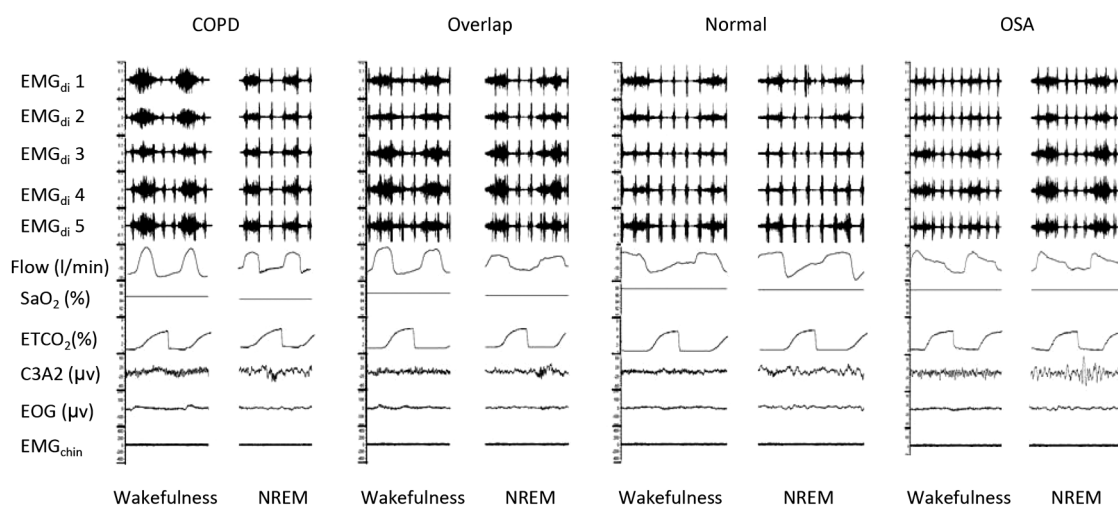 COPD Overlap Normal OSA
EMGdi 1
EMGdi 2
EMGdi 3
EMGdi 4
EMGdi 5
Flow (l/min)
SaO2 (%)
ETCO2(%)
C3A2 (μv)
EOG (μv)
EMGchin
Wakefulness NREM Wakefulness NREM Wakefulness NREM Wakefulness NREM